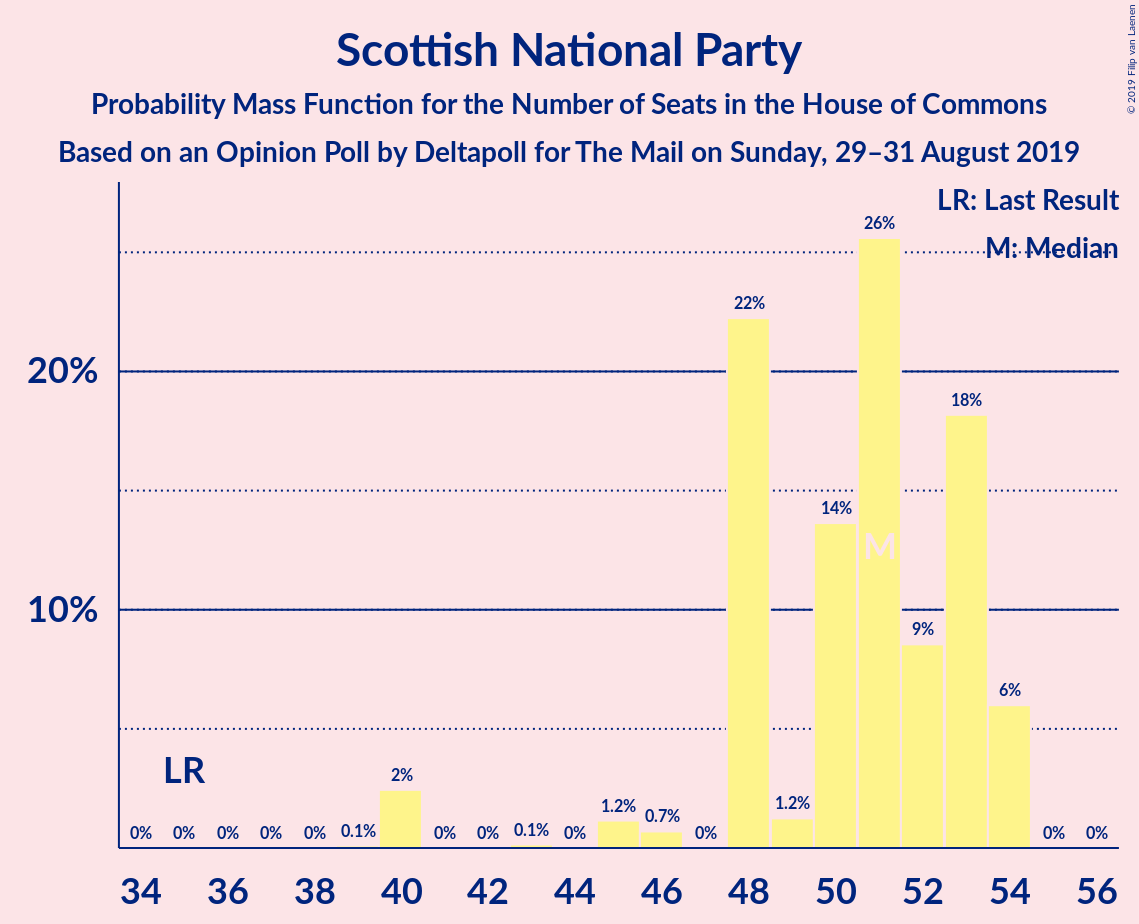 © 2019 Filip van Laenen
Scottish National Party
Probability Mass Function for the Number of Seats in the House of Commons
Based on an Opinion Poll by Deltapoll for The Mail on Sunday, 29–31 August 2019
LR: Last Result
M: Median
26%
22%
20%
18%
14%
M
10%
9%
6%
LR
2%
1.2%
1.2%
0.7%
0% 0% 0% 0% 0% 0.1% 0% 0% 0.1% 0% 0% 0% 0%
34 36 38 40 42 44 46 48 50 52 54 56